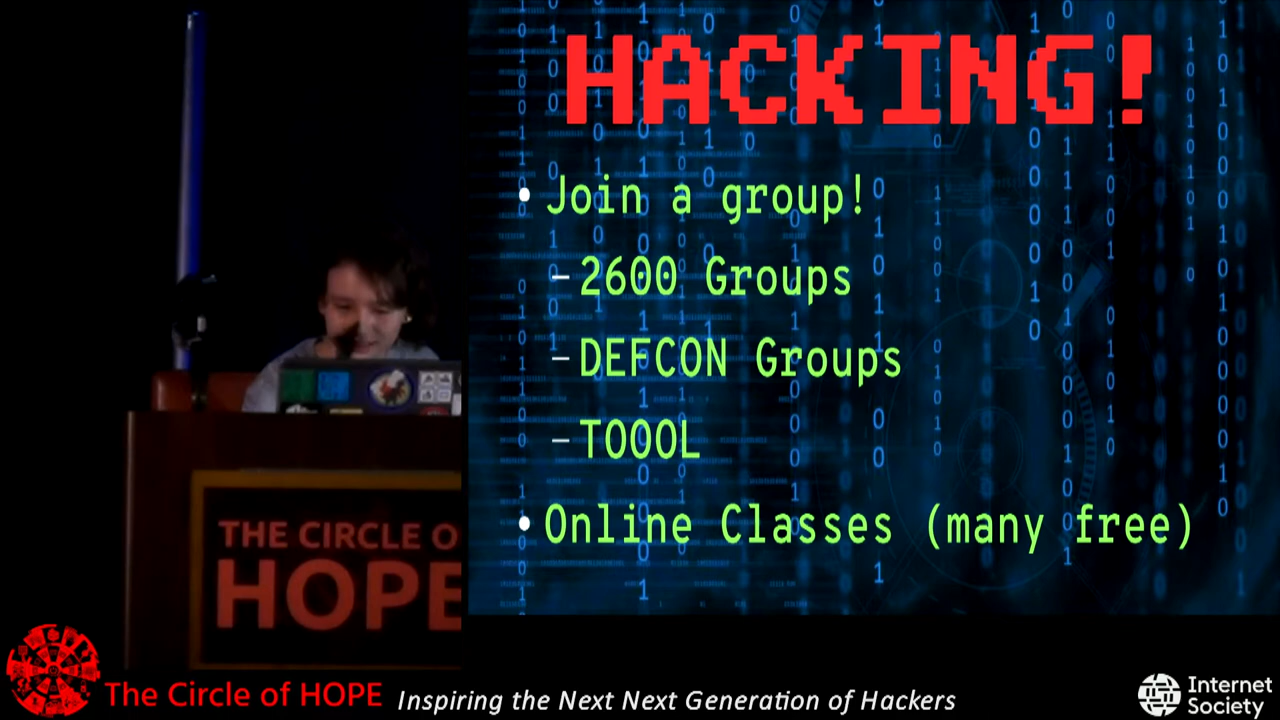 HACKING!
• Join a group!
– 2600 Groups
– DEFCON Groups
– TOOOL
• Online Classes (many free)
THE CIRCLE O
HOPE
The Circle of HOPE
Inspiring the Next Next Generation of Hackers
Internet
Society